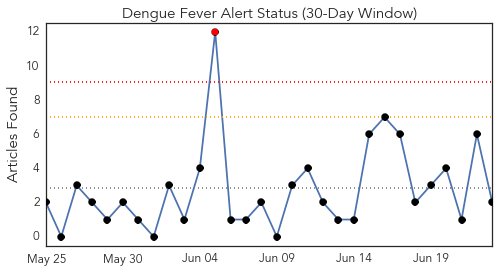 Dengue Fever Alert Status (30-Day Window)
Articles Found
12
10
8
6
4
2
0
May 25
May 30
Jun 04
Jun 09
Jun 14
Jun 19